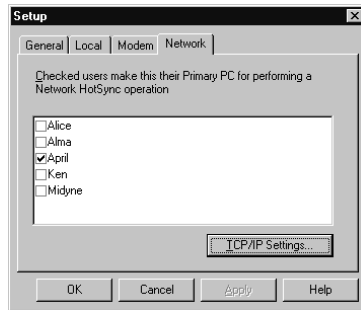 Setup
General Local Modem Network
Checked users make this their Primary PC for performing a
Network HotSync operation
Alice
Alma
April
Ken
Midyne
TCP/IP Settings...
OK Cancel Apply Help